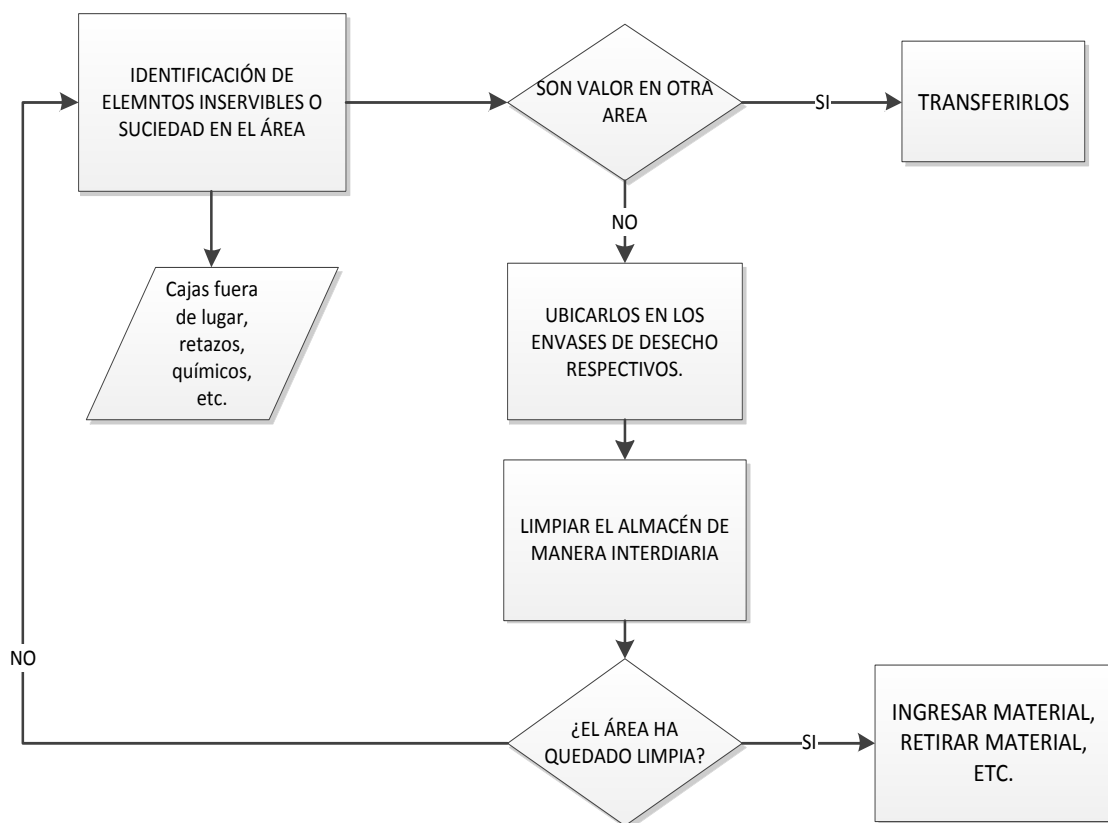 IDENTIFICACIÓN DE
ELEMNTOS INSERVIBLES O
SUCIEDAD EN EL ÁREA
SON VALOR EN OTRA
AREA
SI
TRANSFERIRLOS
NO
Cajas fuera
de lugar,
retazos,
químicos,
etc.
UBICARLOS EN LOS
ENVASES DE DESECHO
RESPECTIVOS.
LIMPIAR EL ALMACÉN DE
MANERA INTERDIARIA
NO
¿EL ÁREA HA
QUEDADO LIMPIA?
SI
INGRESAR MATERIAL,
RETIRAR MATERIAL,
ETC.